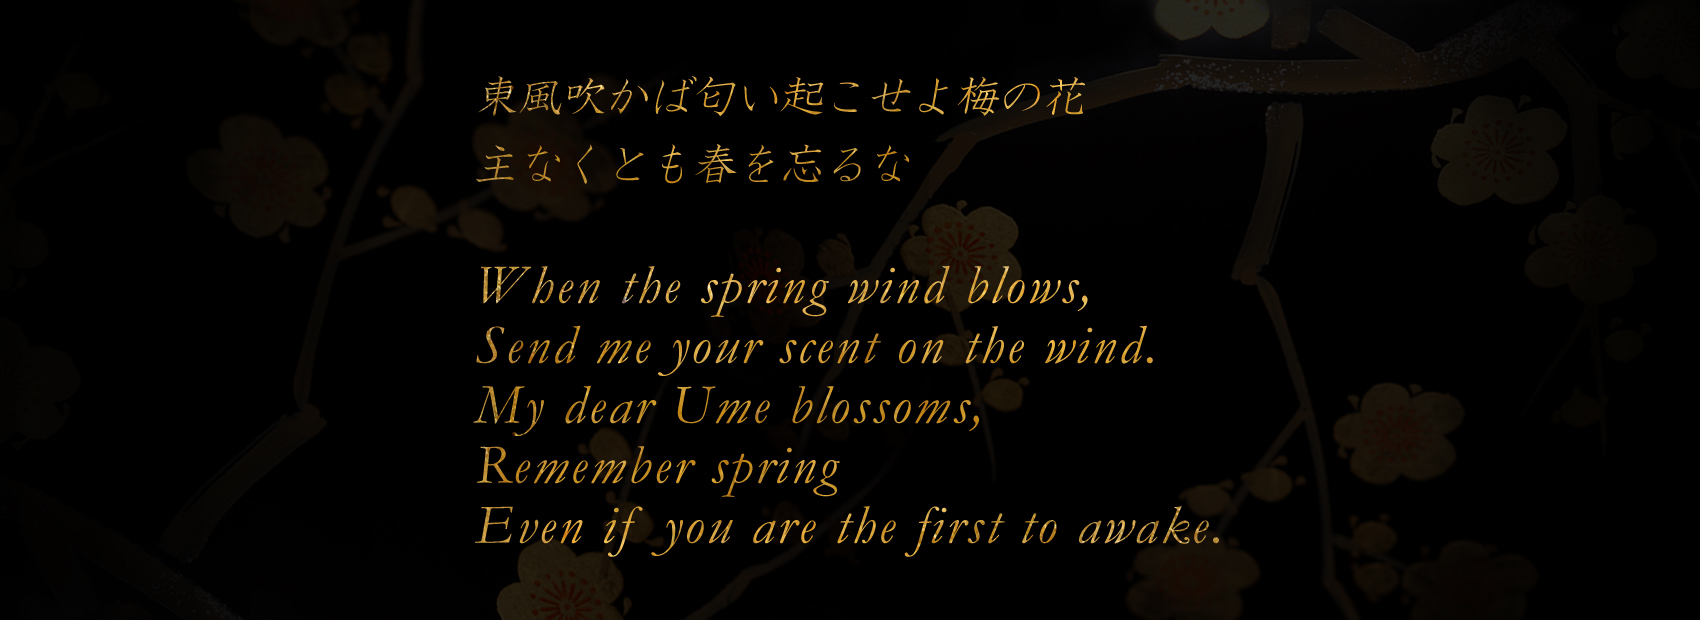 東風吹かば匂い起こせよ梅の花
主なくとも春を忘るな
When the spring wind blows,
Send me your scent on the wind.
My dear Ume blossoms,
Remember spring
Even if you are the first to awake.